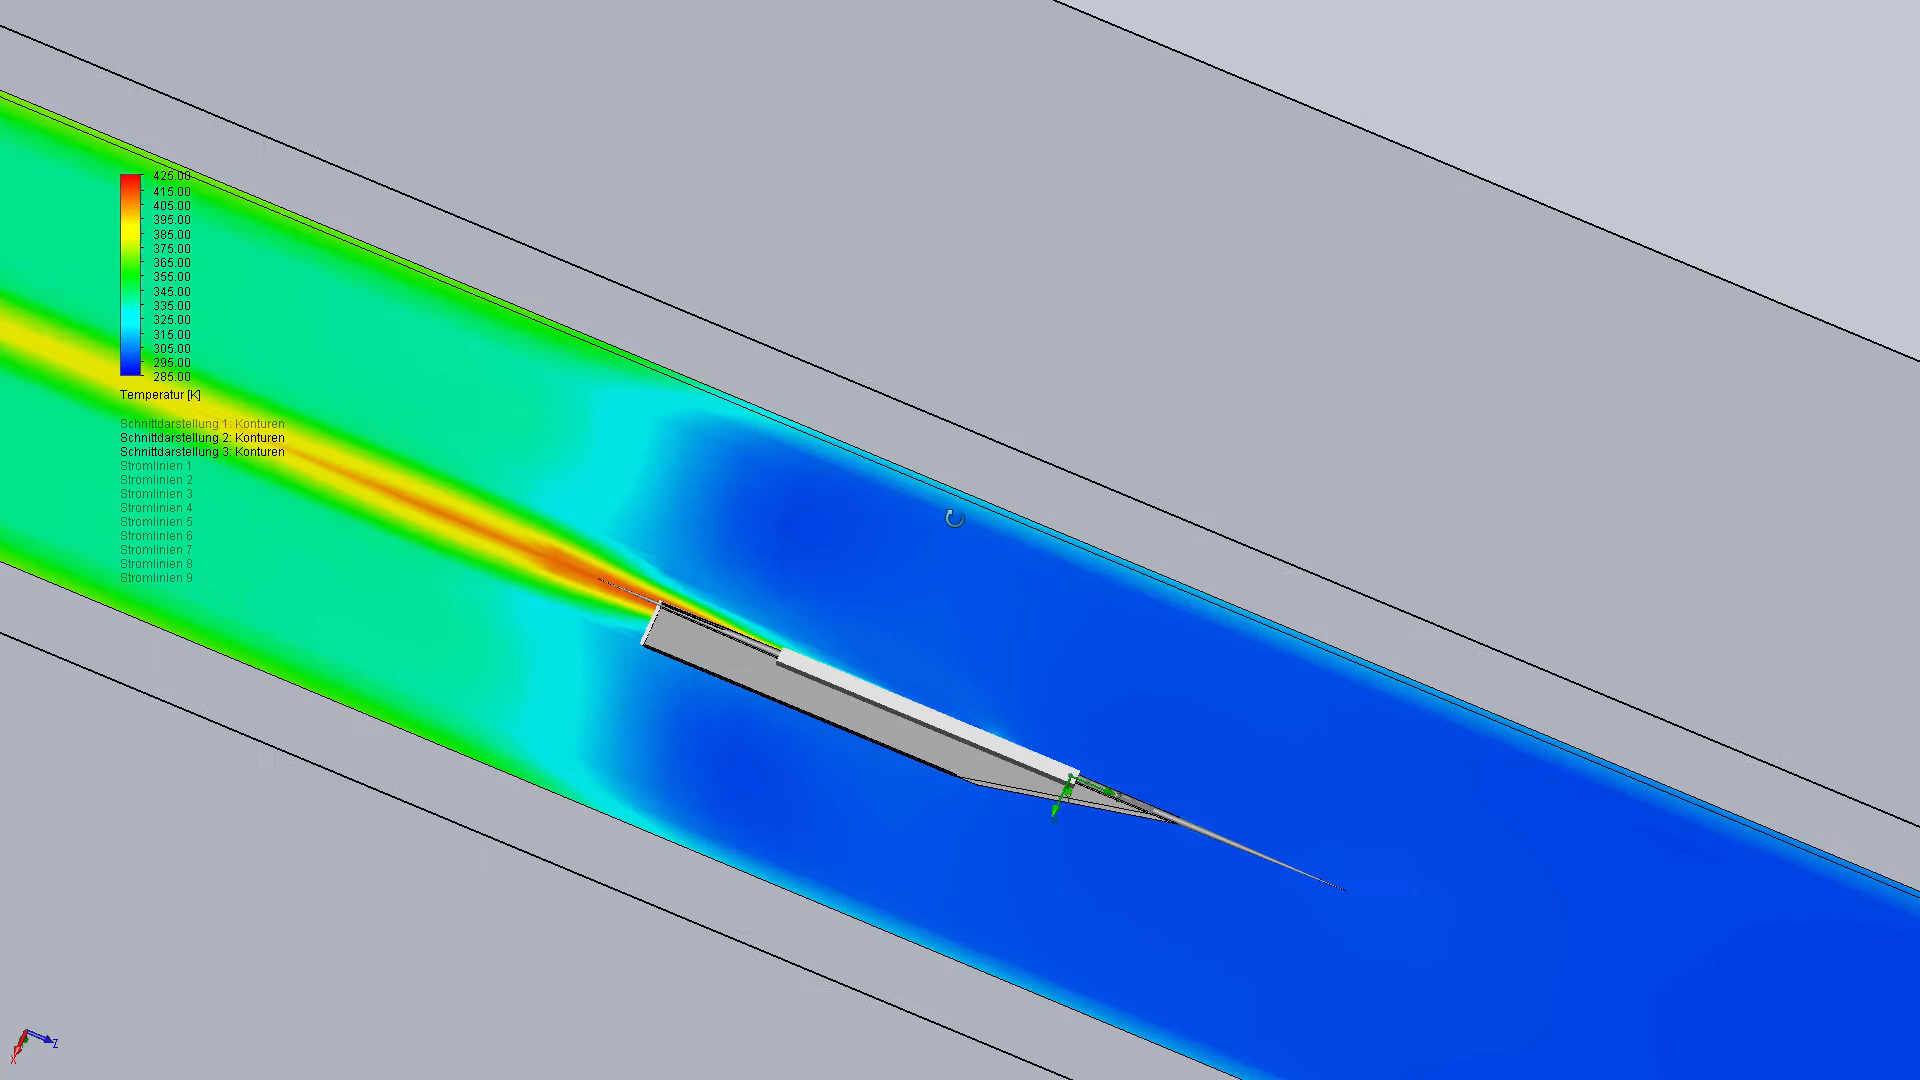 425.00
415.00
405.00
395.00
385.00
375.00
365.00
355.00
345.00
335.00
325.00
315.00
305.00
295.00
285.00
Temperatur [K]
Schnittdarstellung 1: Konturen
Schnittdarstellung 2: Konturen
Schnittdarstellung 3: Konturen
Stromlinien 1
Stromlinien 2
Stromlinien 3
Stromlinien 4
Stromlinien 5
Stromlinien 6
Stromlinien 7
Stromlinien 8
Stromlinien 9
Z
X